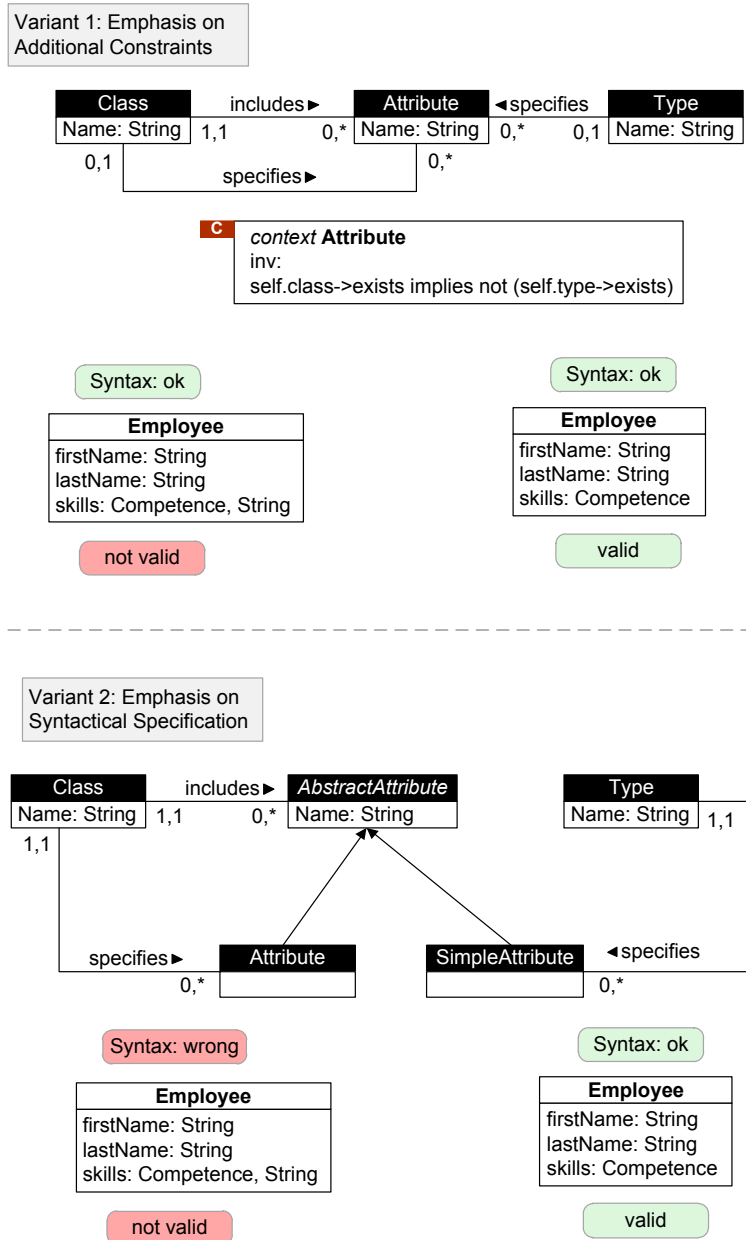 Variant 1: Emphasis on
Additional Constraints
Class
Name: String
includes►
1,1
0,*
Attribute
Name: String
◄specifies
0,*
0,1
Type
Name: String
0,1
specifies►
0,*
C
context Attribute
inv:
self.class->exists implies not (self.type->exists)
Syntax: ok
Employee
firstName: String
lastName: String
skills: Competence, String
not valid
Syntax: ok
Employee
firstName: String
lastName: String
skills: Competence
valid
Variant 2: Emphasis on
Syntactical Specification
Class
Name: String
includes►
1,1
0,*
AbstractAttribute
Name: String
Type
Name: String
1,1
1,1
specifies►
0,*
Attribute
SimpleAttribute
◄specifies
0,*
Syntax: wrong
Employee
firstName: String
lastName: String
skills: Competence, String
not valid
Syntax: ok
Employee
firstName: String
lastName: String
skills: Competence
valid